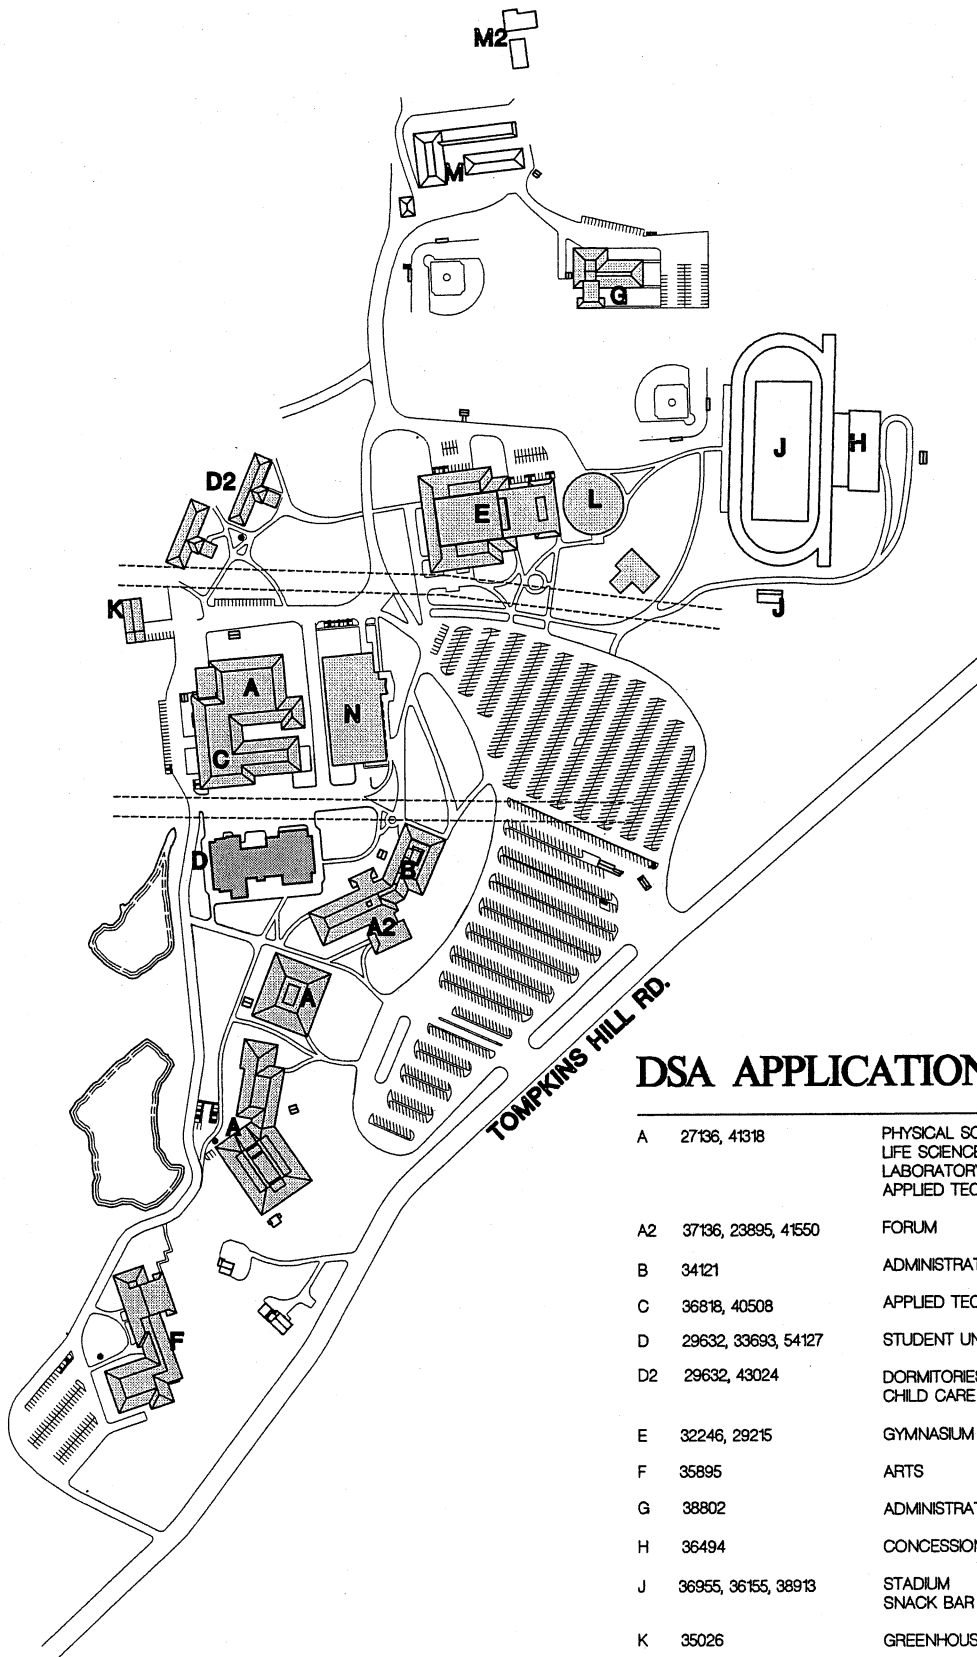 M2
M
G
J
H
D2
E
L
K
J
A
N
C
D
B
A2
A
TOMPKINS HILL RD.
A
F
DSA APPLICATION
A 27136, 41318 PHYSICAL SC
LIFE SCIENCE
LABORATORY
APPLIED TEC
A2 37136, 23895, 41550 FORUM
B 34121 ADMINISTRAT
C 36818, 40508 APPLIED TEC
D 29632, 33693, 54127 STUDENT UN
D2 29632, 43024 DORMITORIES
CHILD CARE
E 32246, 29215 GYMNASIUM
F 35895 ARTS
G 38802 ADMINISTRAT
H 36494 CONCESSION
J 36955, 36155, 38913 STADIUM
SNACK BAR
K 35026 GREENHOUS